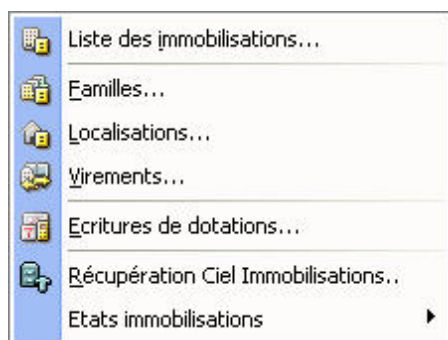 Liste des immobilisations...
Familles...
Localisations...
Virements...
Ecritures de dotations...
Récupération Ciel Immobilisations..
Etats immobilisations